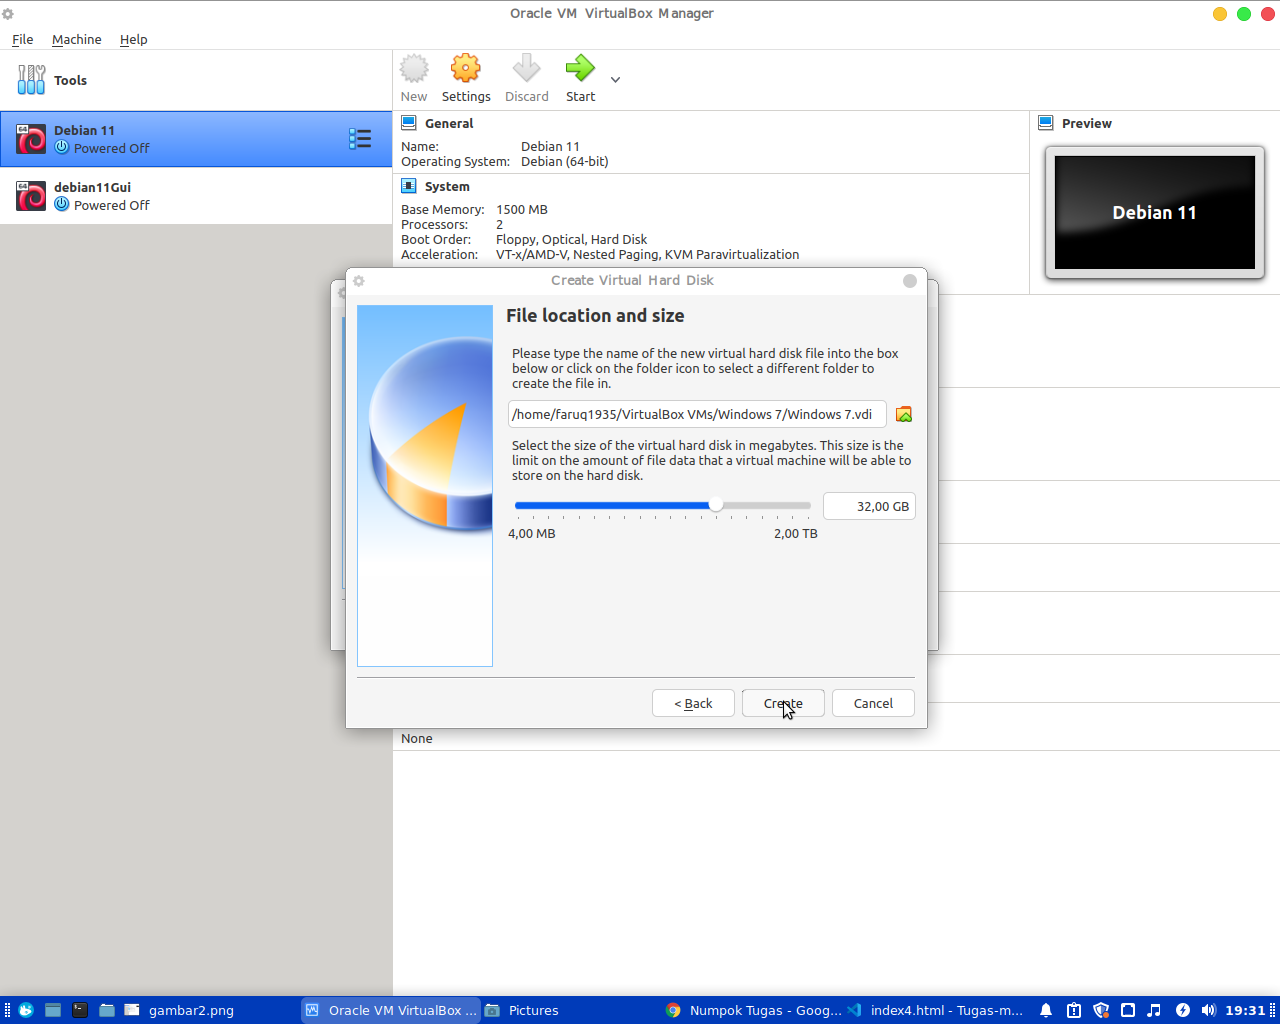 Oracle VM VirtualBox Manager
File Machine Help
Tools
New Settings Discard Start
64 Debian 11
Powered Off
64 debian11Gui
Powered Off
General
Name: Debian 11
Operating System: Debian (64-bit)
System
Base Memory: 1500 MB
Processors: 2
Boot Order: Floppy, Optical, Hard Disk
Acceleration: VT-x/AMD-V, Nested Paging, KVM Paravirtualization
Preview
Debian 11
Create Virtual Hard Disk
File location and size
Please type the name of the new virtual hard disk file into the box
below or click on the folder icon to select a different folder to
create the file in.
/home/faruq1935/VirtualBox VMs/Windows 7/Windows 7.vdi
Select the size of the virtual hard disk in megabytes. This size is the
limit on the amount of file data that a virtual machine will be able to
store on the hard disk.
32,00 GB
4,00 MB 2,00 TB
< Back Create Cancel
None
gambar2.png Oracle VM VirtualBox ... Pictures Numpok Tugas - Goog... index4.html - Tugas-m... 19:31